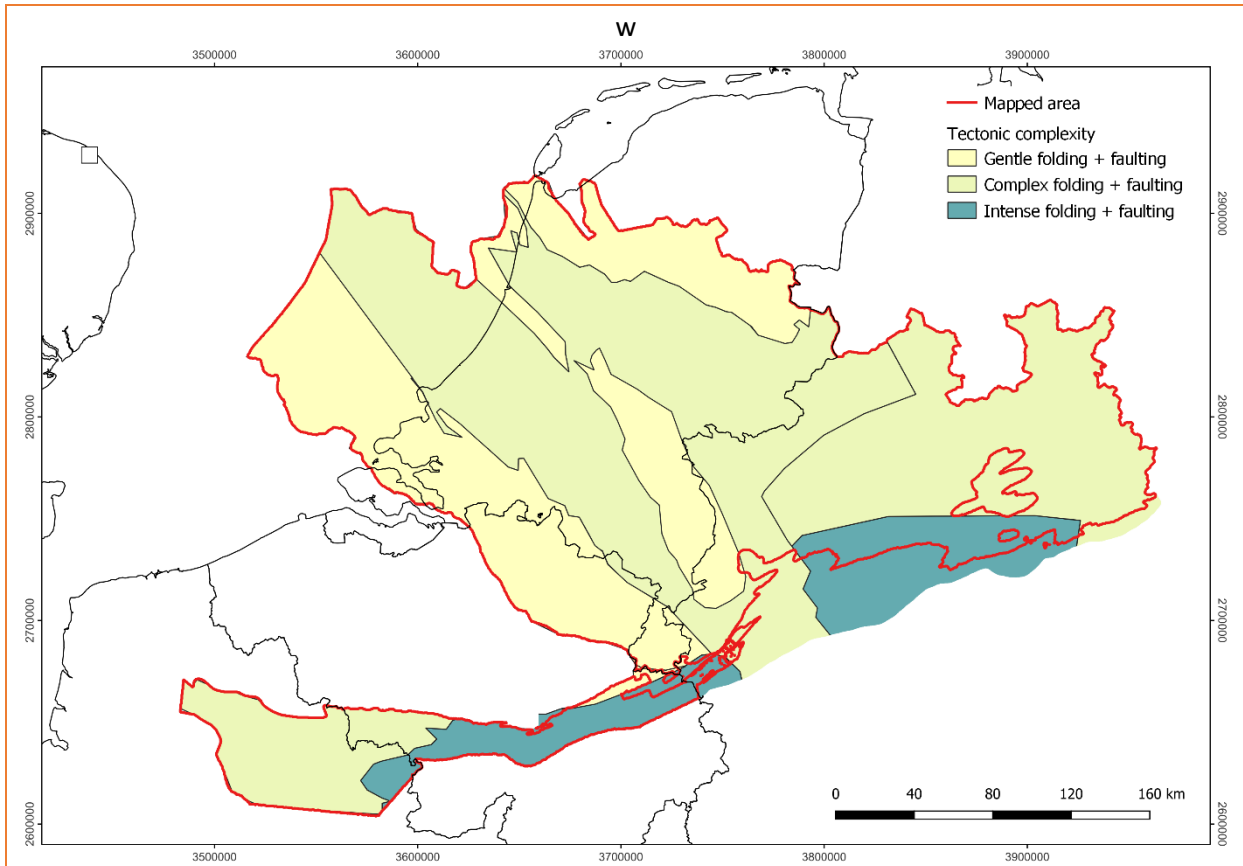 W
3500000 3600000 3700000 3800000 3900000
Mapped area
Tectonic complexity
Gentle folding + faulting
Complex folding + faulting
Intense folding + faulting
2900000 2900000
2800000 2800000
2700000 2700000
0 40 80 120 160 km
2600000 2600000
3500000 3600000 3700000 3800000 3900000